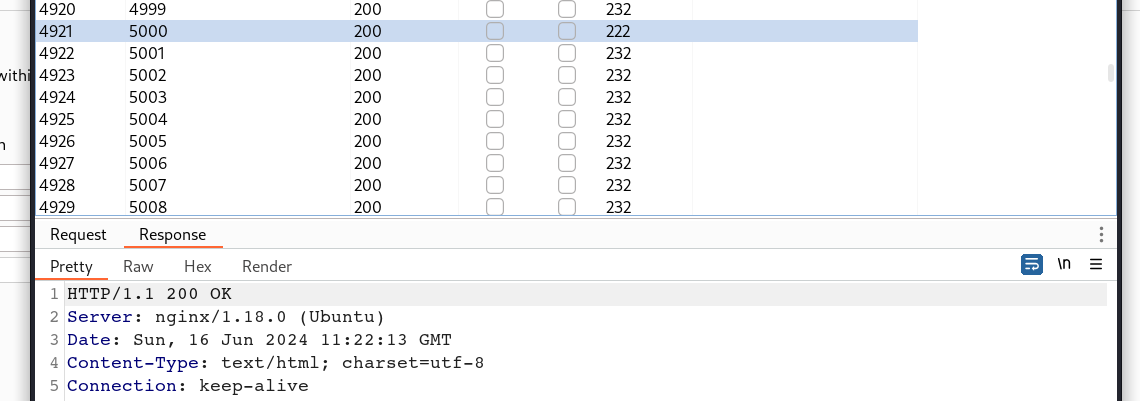 4920 4999 200 232
4921 5000 200 222
4922 5001 200 232
withi 4923 5002 200 232
4924 5003 200 232
4925 5004 200 232
n 4926 5005 200 232
4927 5006 200 232
4928 5007 200 232
4929 5008 200 232
Request Response
Pretty Raw Hex Render \n
1 HTTP/1.1 200 OK
2 Server: nginx/1.18.0 (Ubuntu)
3 Date: Sun, 16 Jun 2024 11:22:13 GMT
4 Content-Type: text/html; charset=utf-8
5 Connection: keep-alive